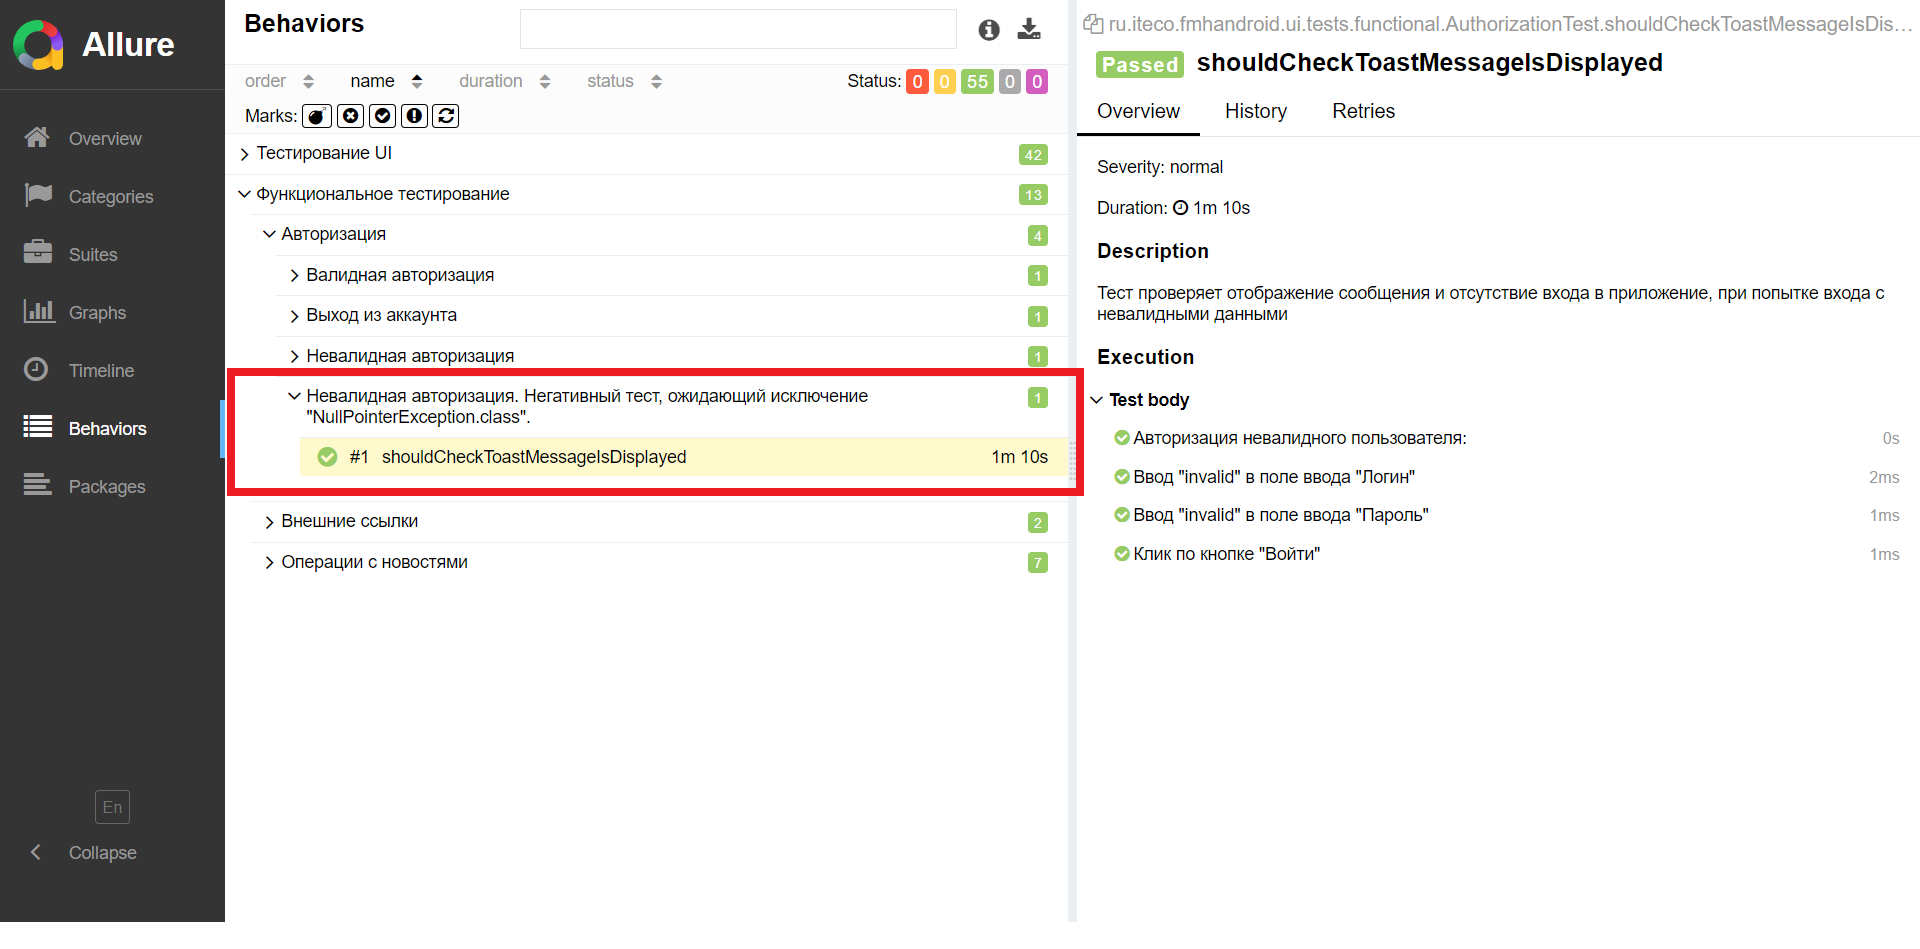 Allure
Overview
Categories
Suites
Graphs
Timeline
Behaviors
Packages
En
Collapse
Behaviors
order name duration status Status: 0 0 55 0 0
Marks:
Тестирование UI 42
Функциональное тестирование 13
Авторизация 4
Валидная авторизация 1
Выход из аккаунта 1
Невалидная авторизация 1
Невалидная авторизация. Негативный тест, ожидающий исключение 1
"NullPointerException.class".
#1 shouldCheckToastMessageIsDisplayed 1m 10s
Внешние ссылки 2
Операции с новостями 7
ru.iteco.fmhandroid.ui.tests.functional.AuthorizationTest.shouldCheckToastMessageIsDis…
Passed shouldCheckToastMessageIsDisplayed
Overview History Retries
Severity: normal
Duration: 1m 10s
Description
Тест проверяет отображение сообщения и отсутствие входа в приложение, при попытке входа с
невалидными данными
Execution
Test body
Авторизация невалидного пользователя: 0s
Ввод "invalid" в поле ввода "Логин" 2ms
Ввод "invalid" в поле ввода "Пароль" 1ms
Клик по кнопке "Войти" 1ms